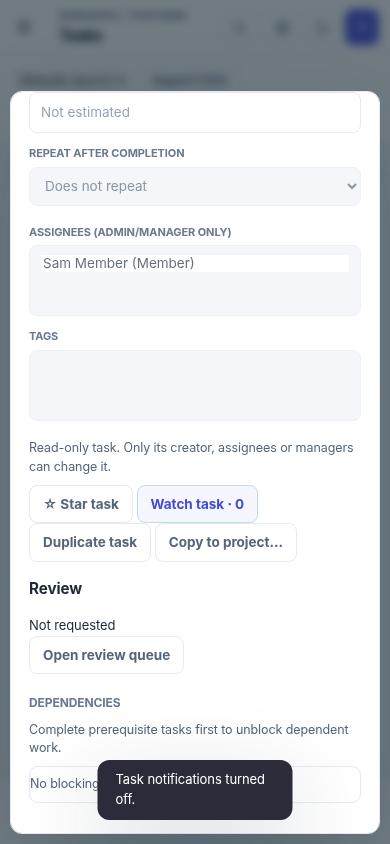 Tasks
Not estimated
REPEAT AFTER COMPLETION
Does not repeat
ASSIGNEES (ADMIN/MANAGER ONLY)
Sam Member (Member)
TAGS
Read-only task. Only its creator, assignees or managers
can change it.
☆ Star task
Watch task · 0
Duplicate task
Copy to project...
Review
Not requested
Open review queue
DEPENDENCIES
Complete prerequisite tasks first to unblock dependent
work.
No blocking
Task notifications turned
off.